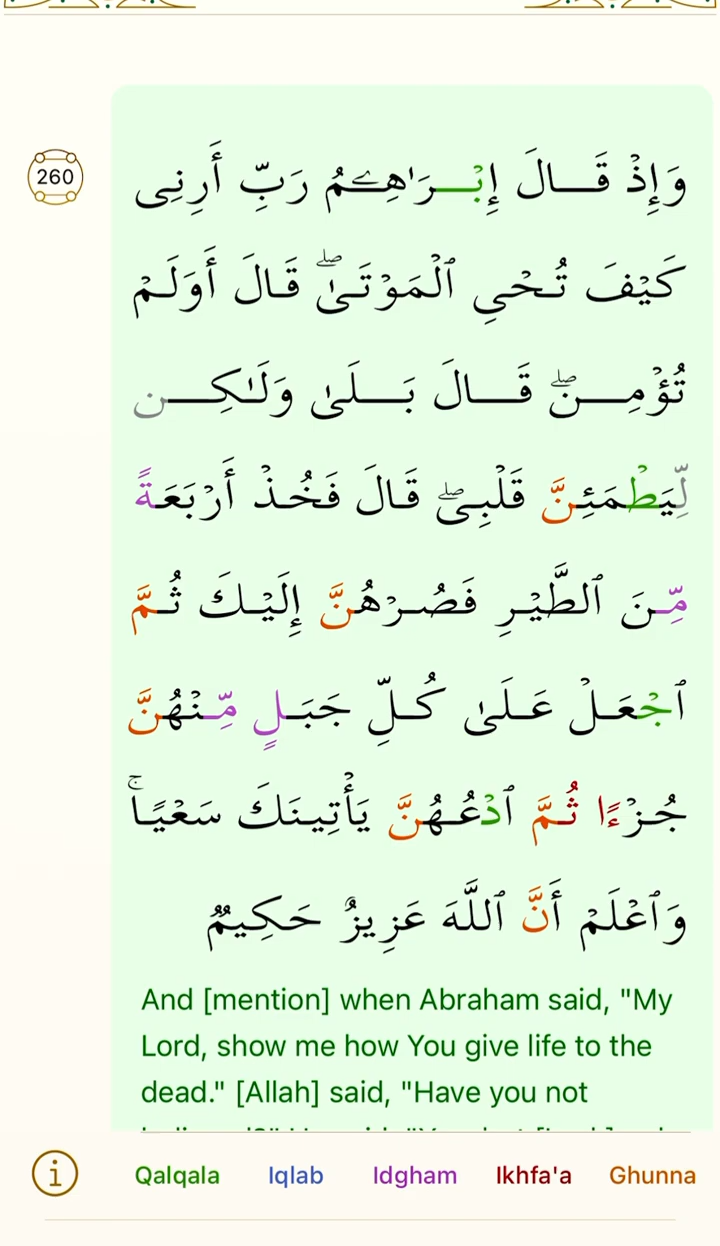 260
وَإِذْ قَالَ إِبْرَٰهِـۧمُ رَبِّ أَرِنِى
كَيْفَ تُحْىِ ٱلْمَوْتَىٰ ۖ قَالَ أَوَلَمْ
تُؤْمِن ۖ قَالَ بَلَىٰ وَلَـٰكِن
لِّيَطْمَئِنَّ قَلْبِى ۖ قَالَ فَخُذْ أَرْبَعَةً
مِّنَ ٱلطَّيْرِ فَصُرْهُنَّ إِلَيْكَ ثُمَّ
ٱجْعَلْ عَلَىٰ كُلِّ جَبَلٍ مِّنْهُنَّ
جُزْءًا ثُمَّ ٱدْعُهُنَّ يَأْتِينَكَ سَعْيًا ۚ
وَٱعْلَمْ أَنَّ ٱللَّهَ عَزِيزٌ حَكِيمٌ
And [mention] when Abraham said, "My
Lord, show me how You give life to the
dead." [Allah] said, "Have you not
Qalqala Iqlab Idgham Ikhfa'a Ghunna